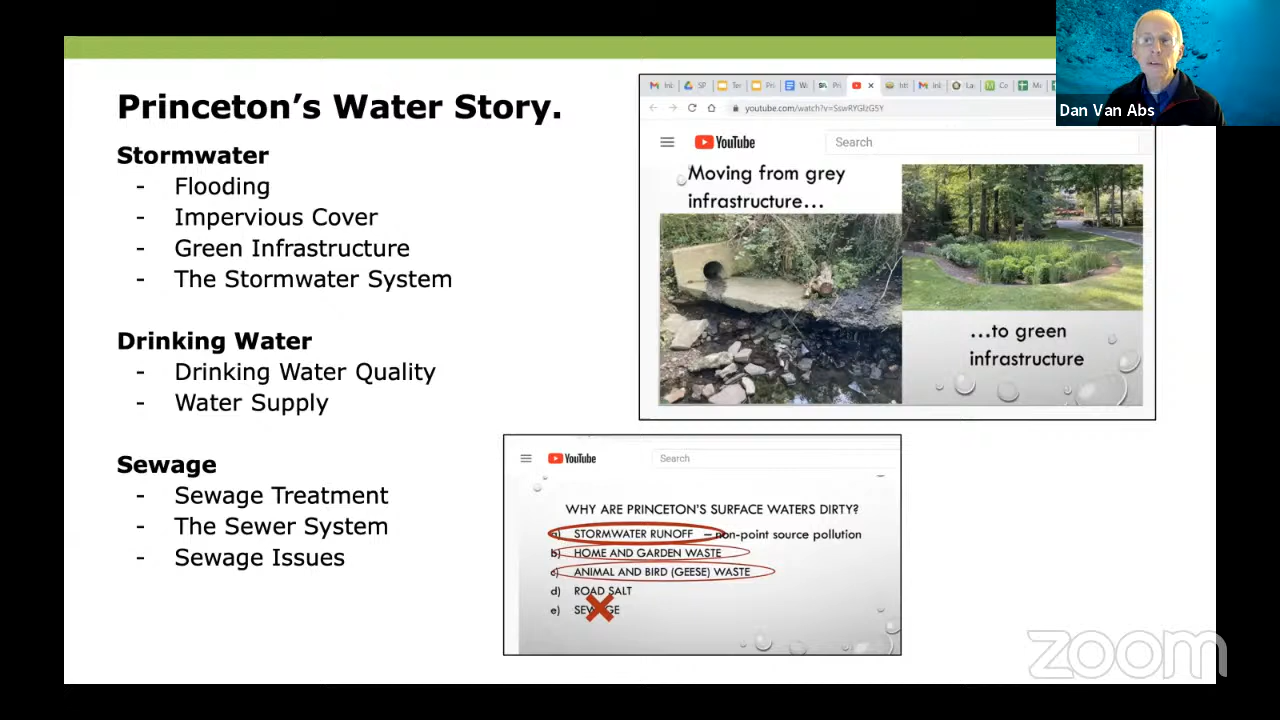 Princeton's Water Story.
Stormwater
- Flooding
- Impervious Cover
- Green Infrastructure
- The Stormwater System
Drinking Water
- Drinking Water Quality
- Water Supply
Sewage
- Sewage Treatment
- The Sewer System
- Sewage Issues
youtube.com/watch?v=SswRYGlzG5Y
YouTube
Search
Moving from grey
infrastructure...
...to green
infrastructure
YouTube
Search
WHY ARE PRINCETON'S SURFACE WATERS DIRTY?
a) STORMWATER RUNOFF – non-point source pollution
b) HOME AND GARDEN WASTE
c) ANIMAL AND BIRD (GEESE) WASTE
d) ROAD SALT
e) SEWAGE
Dan Van Abs
zoom